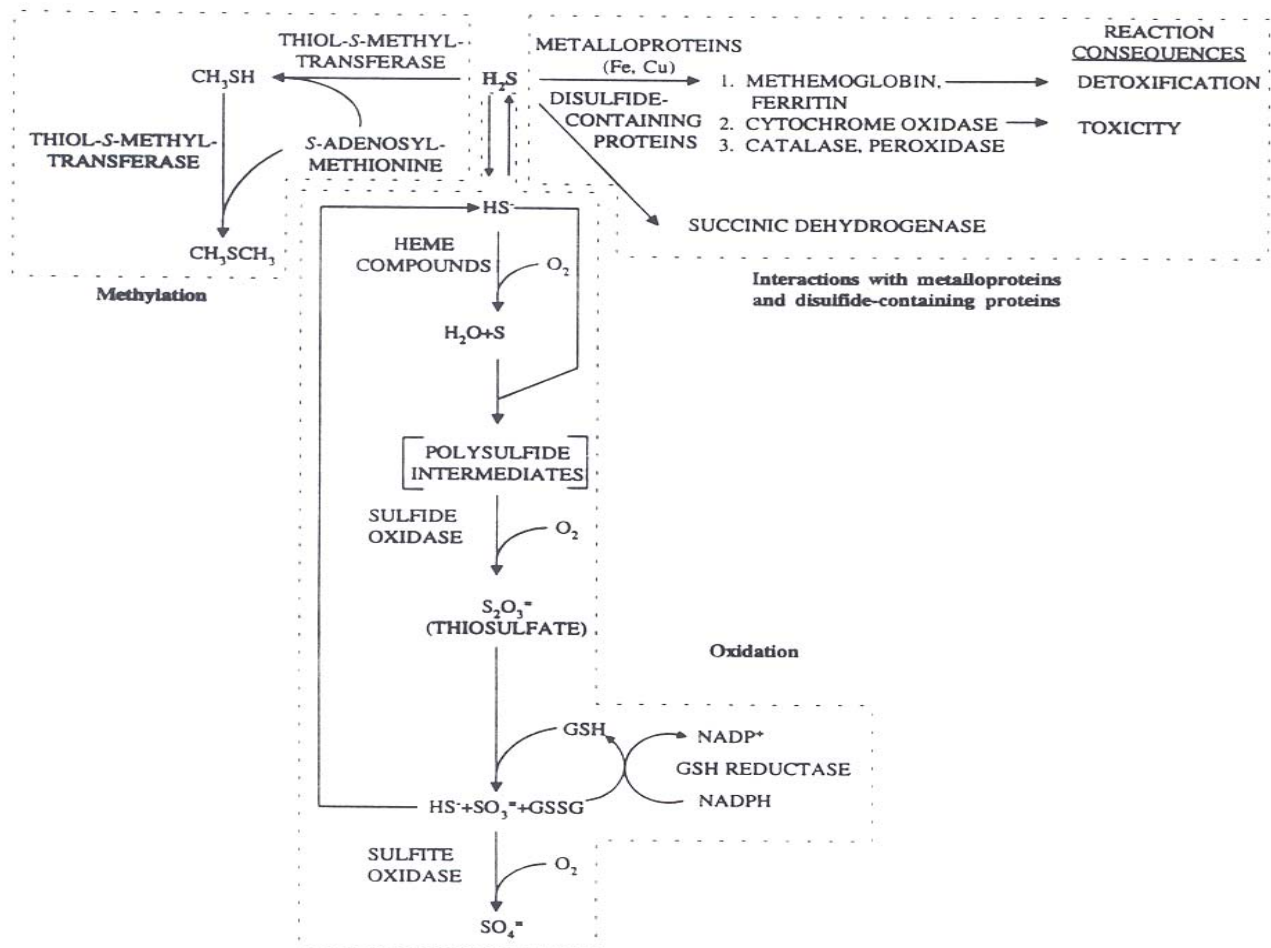 THIOL-S-METHYL-
TRANSFERASE
CH₃SH
H₂S
THIOL-S-METHYL-
TRANSFERASE
S-ADENOSYL-
METHIONINE
CH₃SCH₃
Methylation
METALLOPROTEINS
(Fe, Cu)
DISULFIDE-
CONTAINING
PROTEINS
1. METHEMOGLOBIN,
FERRITIN
2. CYTOCHROME OXIDASE
3. CATALASE, PEROXIDASE
REACTION
CONSEQUENCES
DETOXIFICATION
TOXICITY
SUCCINIC DEHYDROGENASE
Interactions with metalloproteins
and disulfide-containing proteins
HS⁻
HEME
COMPOUNDS
O₂
H₂O+S
POLYSULFIDE
INTERMEDIATES
SULFIDE
OXIDASE
O₂
S₂O₃⁼
(THIOSULFATE)
Oxidation
GSH
NADP⁺
GSH REDUCTASE
NADPH
HS⁻+SO₃⁼+GSSG
SULFITE
OXIDASE
O₂
SO₄⁼